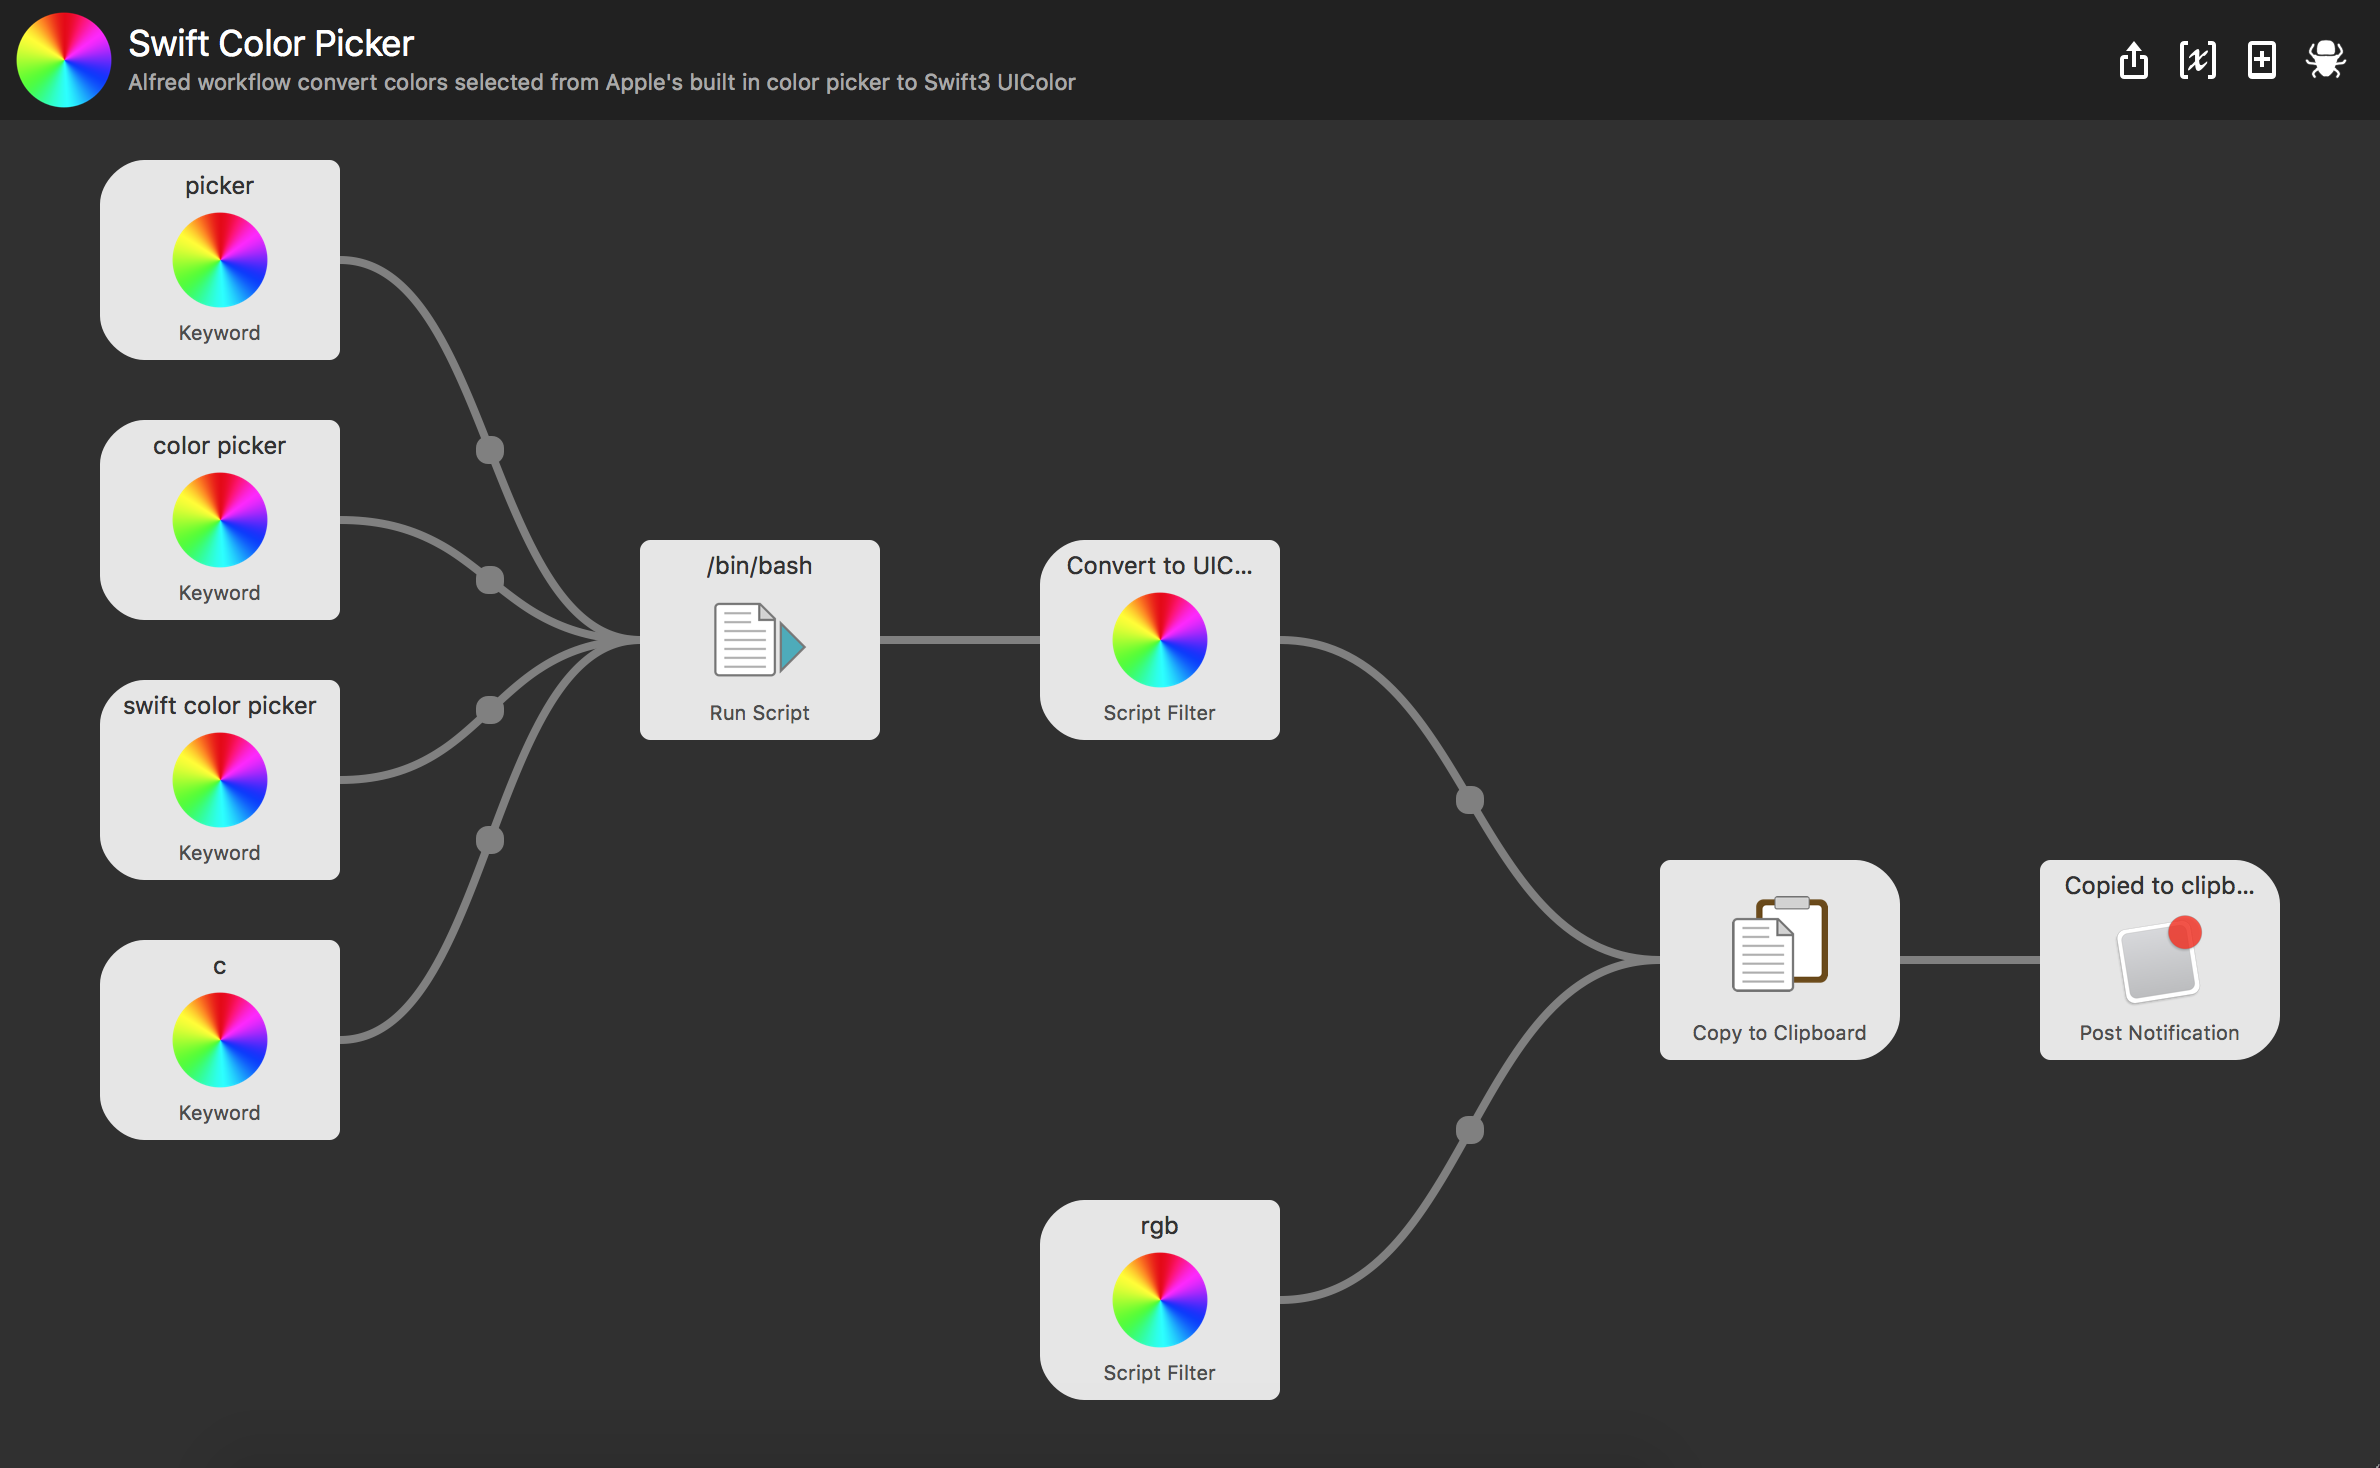 Swift Color Picker
Alfred workflow convert colors selected from Apple's built in color picker to Swift3 UIColor
picker
Keyword
color picker
Keyword
swift color picker
Keyword
c
Keyword
/bin/bash
Run Script
Convert to UIC...
Script Filter
rgb
Script Filter
Copy to Clipboard
Copied to clipb...
Post Notification